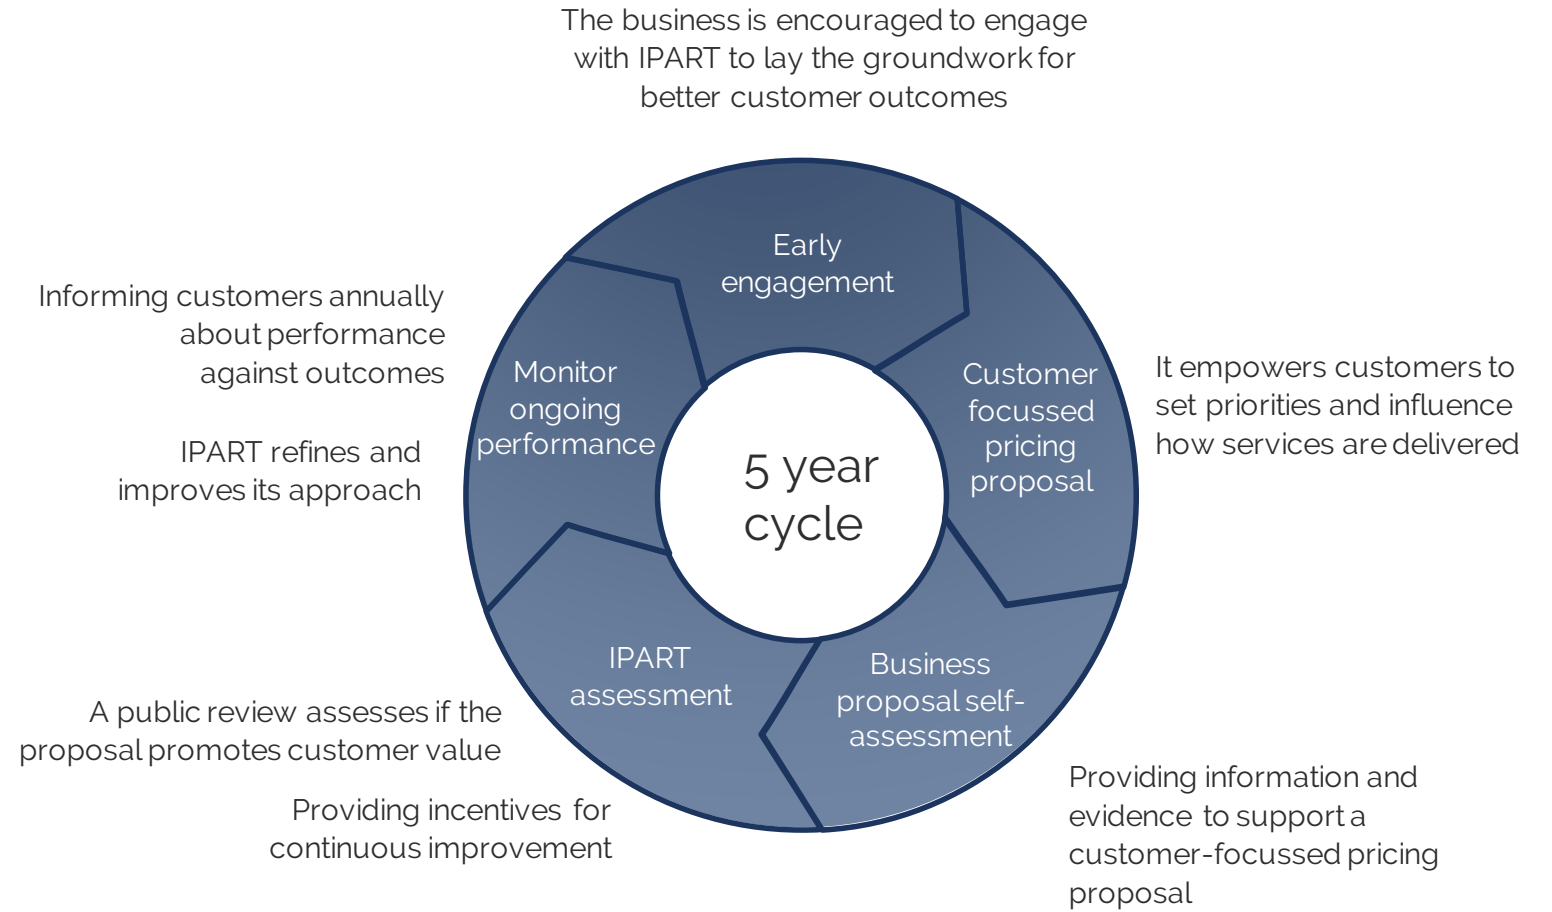 The business is encouraged to engage
with IPART to lay the groundwork for
better customer outcomes
Early
engagement
Customer
focussed
pricing
proposal
It empowers customers to
set priorities and influence
how services are delivered
Business
proposal self-
assessment
Providing information and
evidence to support a
customer-focussed pricing
proposal
IPART
assessment
A public review assesses if the
proposal promotes customer value
Providing incentives for
continuous improvement
Monitor
ongoing
performance
Informing customers annually
about performance
against outcomes
IPART refines and
improves its approach
5 year
cycle